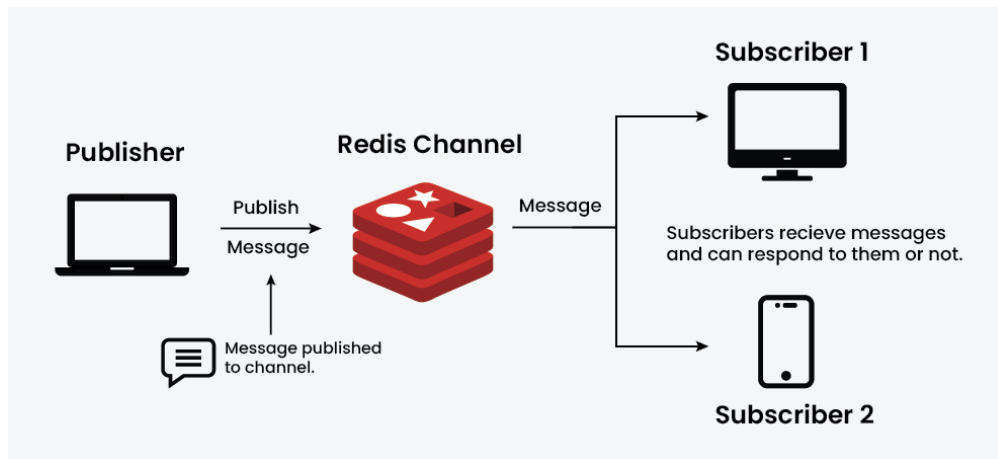 Publisher
Publish
Message
Message published
to channel.
Redis Channel
Message
Subscriber 1
Subscribers recieve messages
and can respond to them or not.
Subscriber 2